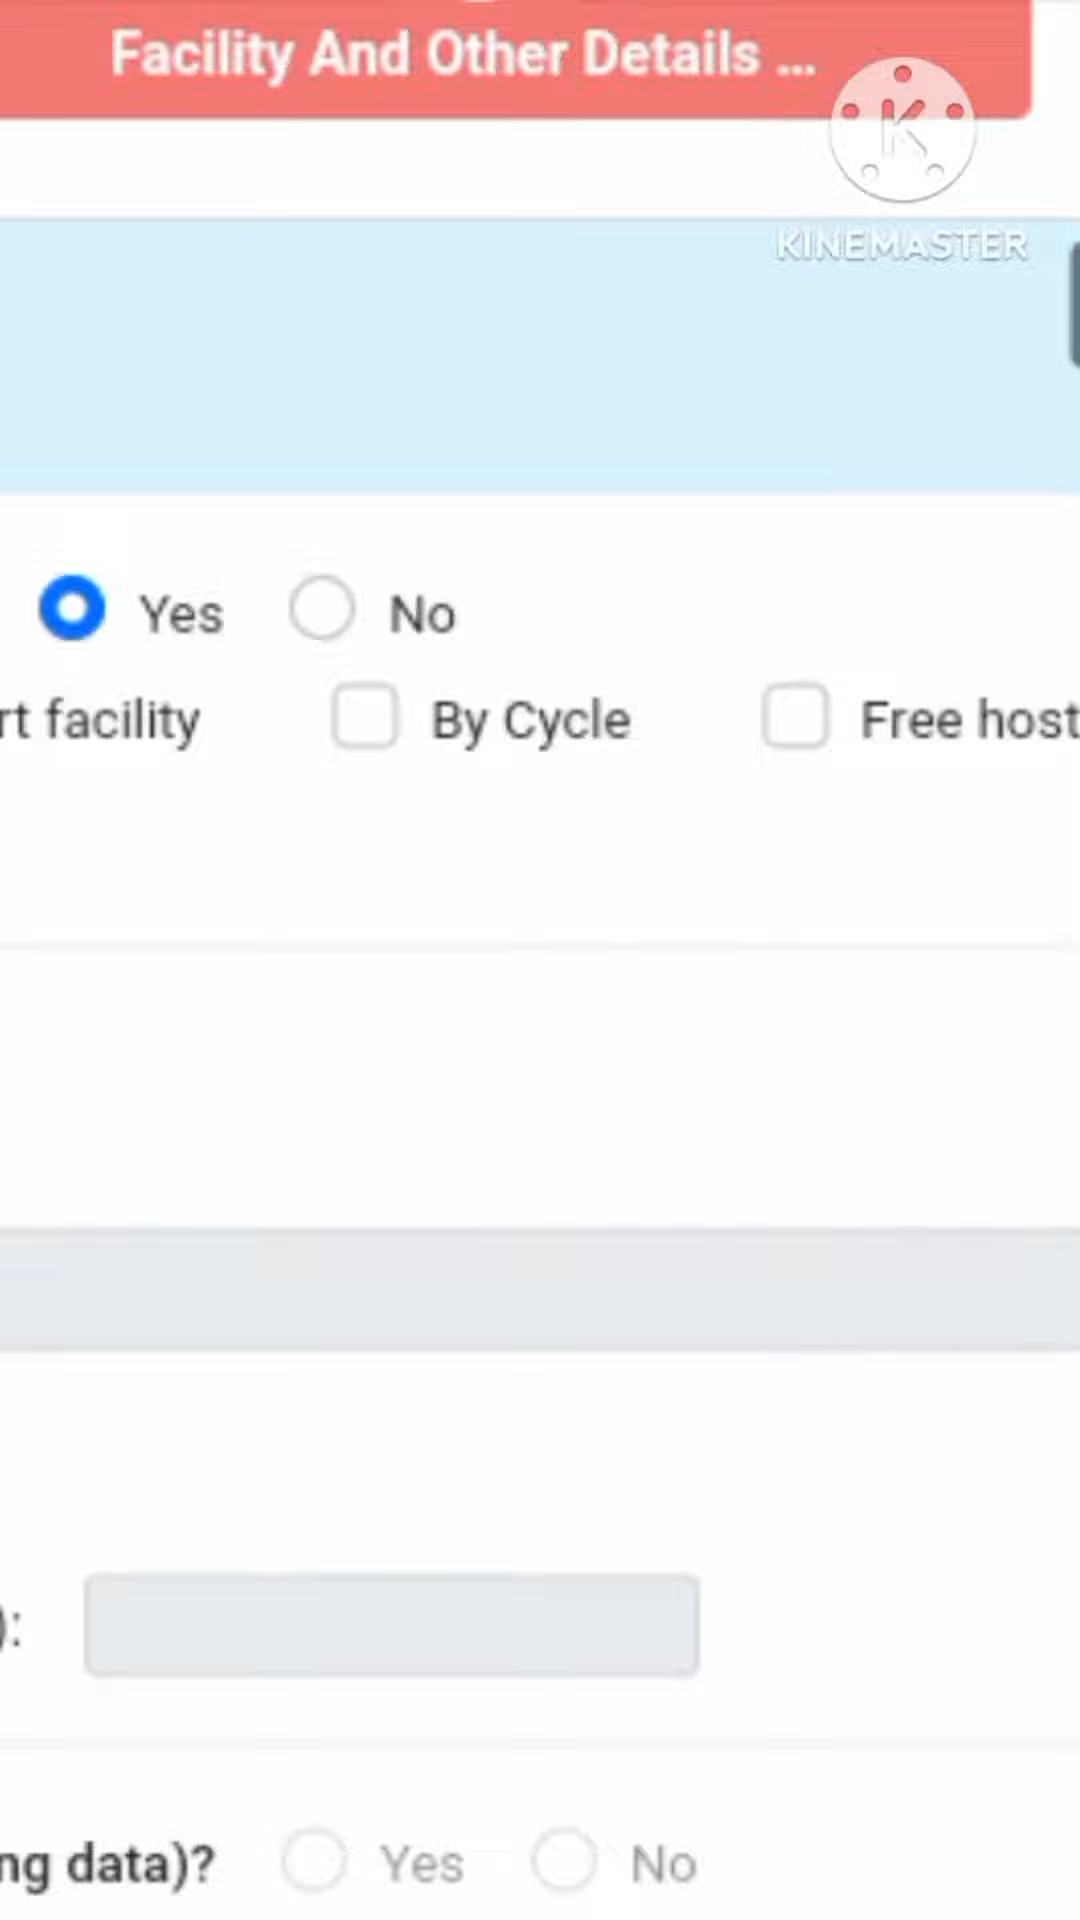 Facility And Other Details ...
K
KINEMASTER
Yes No
rt facility By Cycle Free host
):
ng data)? Yes No